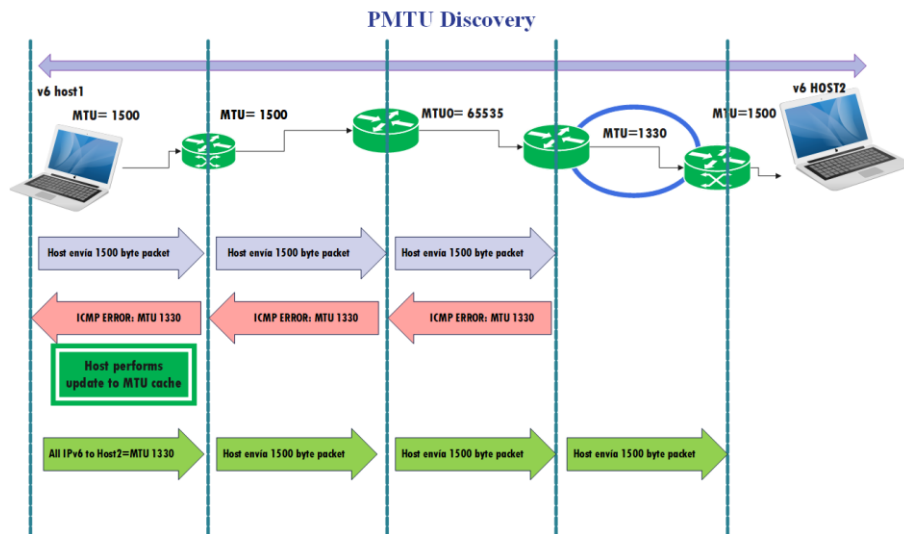 PMTU Discovery
v6 host1
MTU= 1500
MTU= 1500
MTU0= 65535
MTU=1330
MTU=1500
v6 HOST2
Host envía 1500 byte packet
Host envía 1500 byte packet
Host envía 1500 byte packet
ICMP ERROR: MTU 1330
ICMP ERROR: MTU 1330
ICMP ERROR: MTU 1330
Host performs
update to MTU cache
All IPv6 to Host2=MTU 1330
Host envía 1500 byte packet
Host envía 1500 byte packet
Host envía 1500 byte packet